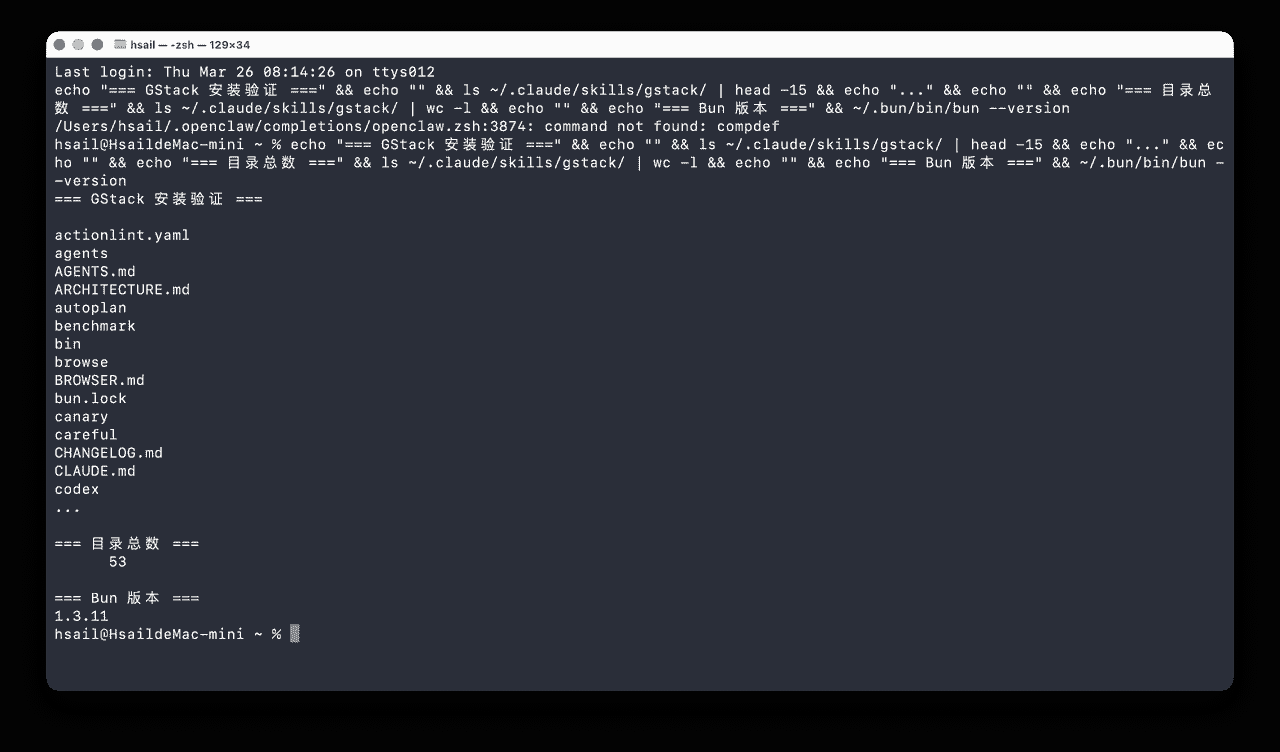 hsail — -zsh — 129×34
Last login: Thu Mar 26 08:14:26 on ttys012
echo "=== GStack 安装验证 ===" && echo "" && ls ~/.claude/skills/gstack/ | head -15 && echo "..." && echo "" && echo "=== 目录总
数 ===" && ls ~/.claude/skills/gstack/ | wc -l && echo "" && echo "=== Bun 版本 ===" && ~/.bun/bin/bun --version
/Users/hsail/.openclaw/completions/openclaw.zsh:3874: command not found: compdef
hsail@HsaildeMac-mini ~ % echo "=== GStack 安装验证 ===" && echo "" && ls ~/.claude/skills/gstack/ | head -15 && echo "..." && ec
ho "" && echo "=== 目录总数 ===" && ls ~/.claude/skills/gstack/ | wc -l && echo "" && echo "=== Bun 版本 ===" && ~/.bun/bin/bun -
-version
=== GStack 安装验证 ===
actionlint.yaml
agents
AGENTS.md
ARCHITECTURE.md
autoplan
benchmark
bin
browse
BROWSER.md
bun.lock
canary
careful
CHANGELOG.md
CLAUDE.md
codex
...
=== 目录总数 ===
53
=== Bun 版本 ===
1.3.11
hsail@HsaildeMac-mini ~ %